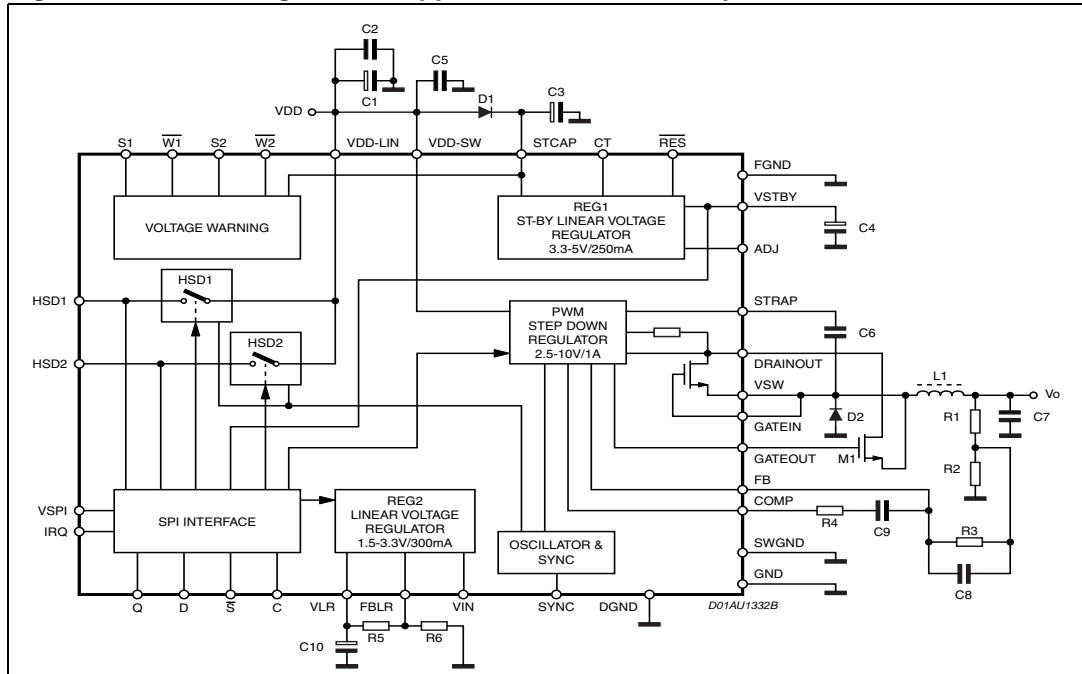 C2
C1
C5
D1
C3
VDD
S1
W1
S2
W2
VDD-LIN
VDD-SW
STCAP
CT
RES
FGND
VSTBY
C4
ADJ
VOLTAGE WARNING
REG1
ST-BY LINEAR VOLTAGE
REGULATOR
3.3-5V/250mA
HSD1
HSD1
HSD2
HSD2
PWM
STEP DOWN
REGULATOR
2.5-10V/1A
STRAP
C6
DRAINOUT
VSW
L1
Vo
D2
R1
C7
GATEIN
GATEOUT
M1
R2
FB
COMP
R4
C9
R3
C8
SWGND
GND
VSPI
IRQ
SPI INTERFACE
REG2
LINEAR VOLTAGE
REGULATOR
1.5-3.3V/300mA
OSCILLATOR &
SYNC
Q
D
S
C
VLR
FBLR
VIN
SYNC
DGND
D01AU1332B
C10
R5
R6